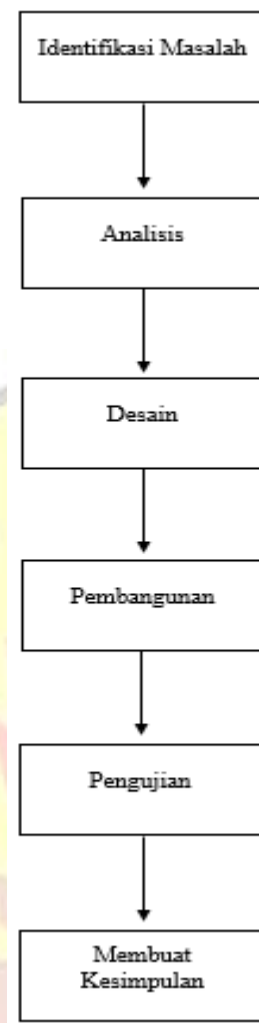 Identifikasi Masalah
Analisis
Desain
Pembangunan
Pengujian
Membuat
Kesimpulan